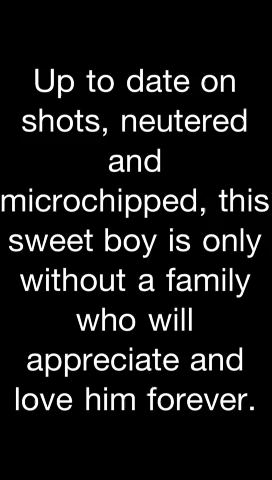 Up to date on
shots, neutered
and
microchipped, this
sweet boy is only
without a family
who will
appreciate and
love him forever.